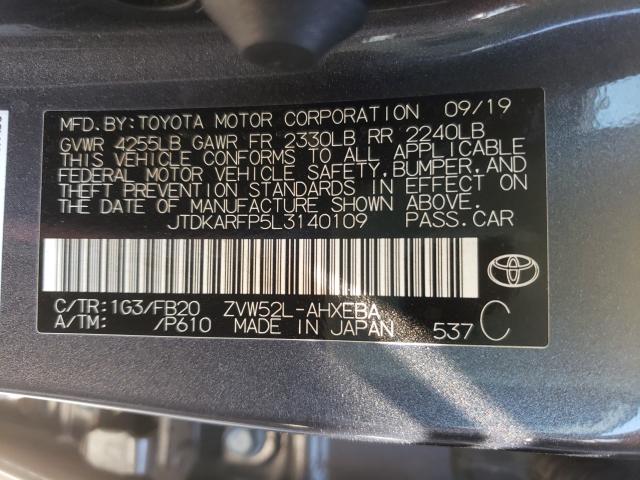 MFD.BY:TOYOTA MOTOR CORPORATION 09/19
GVWR 4255LB GAWR FR 2330LB RR 2240LB
THIS VEHICLE CONFORMS TO ALL APPLICABLE
FEDERAL MOTOR VEHICLE SAFETY,BUMPER,AND
THEFT PREVENTION STANDARDS IN EFFECT ON
THE DATE OF MANUFACTURE SHOWN ABOVE.
JTDKARFP5L3140109 PASS.CAR
C/TR:1G3/FB20 ZVW52L-AHXEBA
A/TM: /P610 MADE IN JAPAN 537 C